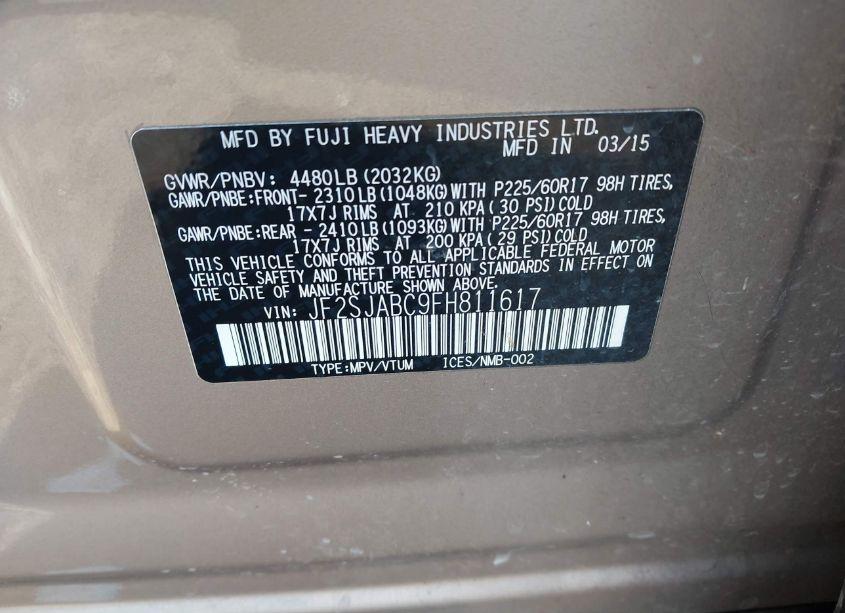 MFD BY FUJI HEAVY INDUSTRIES LTD.
MFD IN 03/15
GVWR/PNBV: 4480LB(2032KG)
GAWR/PNBE:FRONT- 2310LB(1048KG)WITH P225/60R17 98H TIRES,
17X7J RIMS AT 210 KPA( 30 PSI)COLD
GAWR/PNBE:REAR - 2410LB(1093KG)WITH P225/60R17 98H TIRES,
17X7J RIMS AT 200 KPA( 29 PSI)COLD
THIS VEHICLE CONFORMS TO ALL APPLICABLE FEDERAL MOTOR
VEHICLE SAFETY AND THEFT PREVENTION STANDARDS IN EFFECT ON
THE DATE OF MANUFACTURE SHOWN ABOVE.
VIN: JF2SJABC9FH811617
TYPE:MPV/VTUM ICES/NMB-002